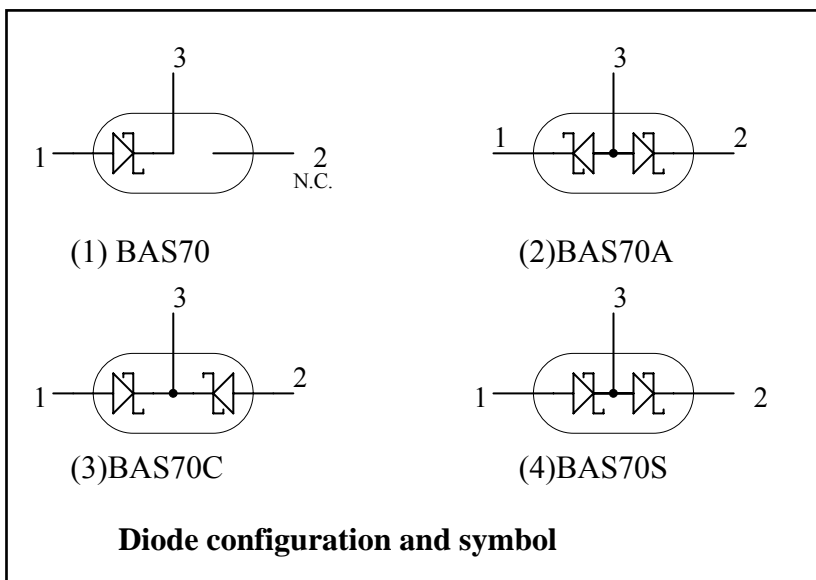 3
3
1
2
N.C.
1
2
(1) BAS70
(2)BAS70A
3
3
1
2
1
2
(3)BAS70C
(4)BAS70S
Diode configuration and symbol